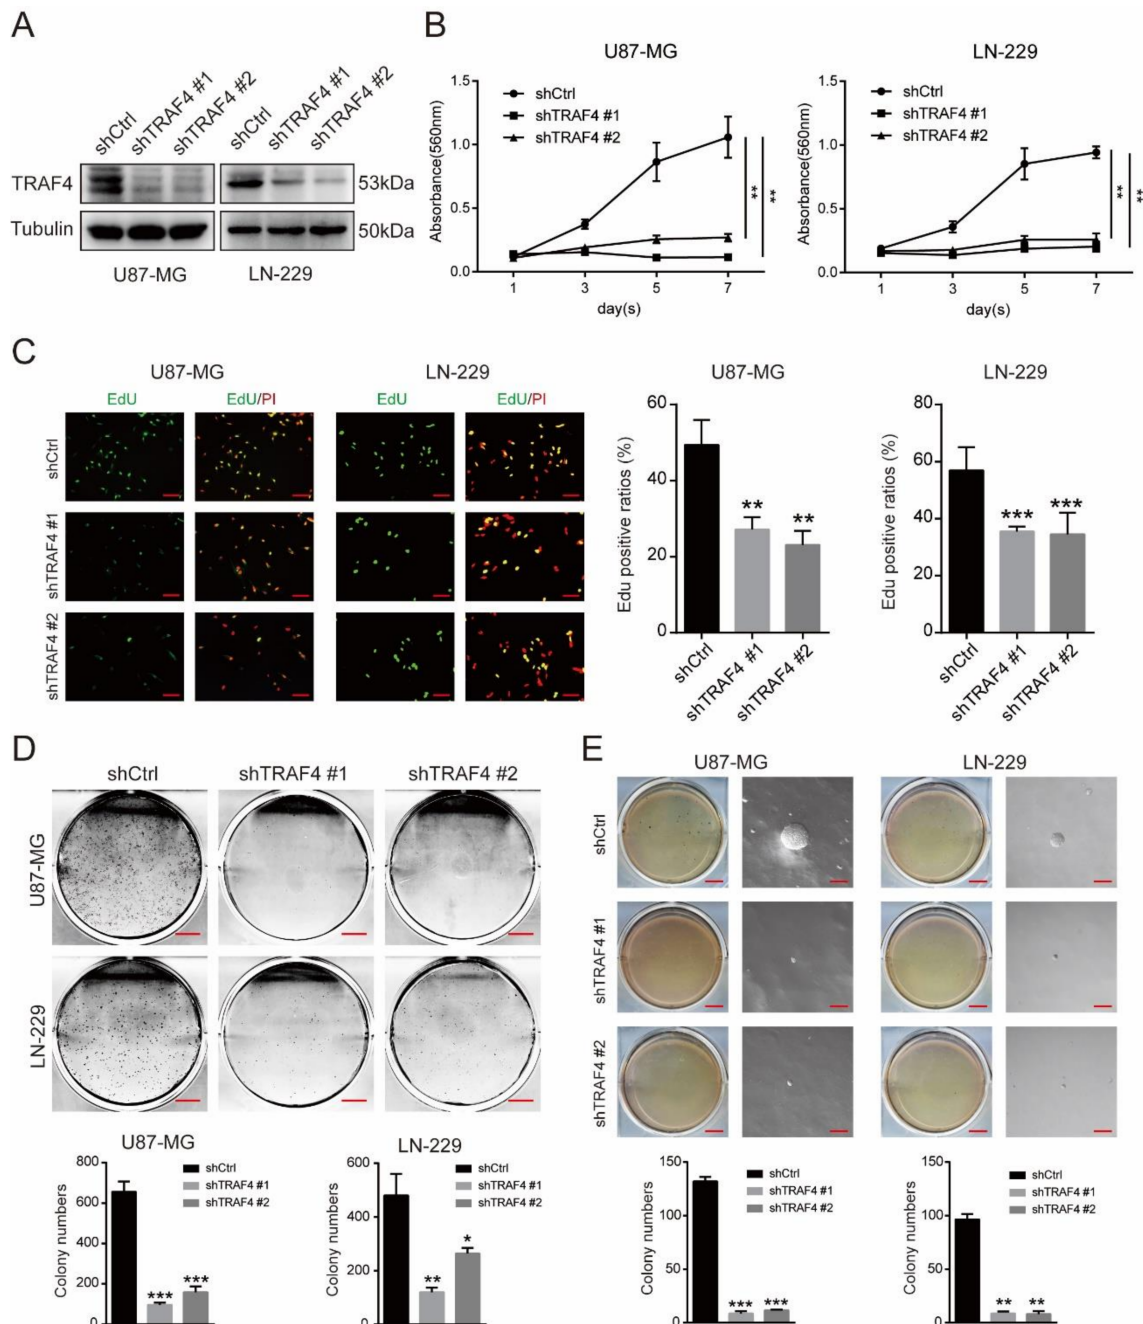 A
shCtrl
shTRAF4 #1
shTRAF4 #2
shCtrl
shTRAF4 #1
shTRAF4 #2
TRAF4
53kDa
Tubulin
50kDa
U87-MG
LN-229
B
U87-MG
Absorbance(560nm)
1.5
1.0
0.5
0.0
shCtrl
shTRAF4 #1
shTRAF4 #2
**
**
1 3 5 7
day(s)
LN-229
Absorbance(560nm)
1.5
1.0
0.5
0.0
shCtrl
shTRAF4 #1
shTRAF4 #2
**
**
1 3 5 7
day(s)
C
U87-MG
LN-229
EdU
EdU/PI
EdU
EdU/PI
shCtrl
shTRAF4 #1
shTRAF4 #2
U87-MG
Edu positive ratios (%)
60
40
20
0
**
**
shCtrl
shTRAF4 #1
shTRAF4 #2
LN-229
Edu positive ratios (%)
80
60
40
20
0
***
***
shCtrl
shTRAF4 #1
shTRAF4 #2
D
shCtrl
shTRAF4 #1
shTRAF4 #2
U87-MG
LN-229
U87-MG
Colony numbers
800
600
400
200
0
shCtrl
shTRAF4 #1
shTRAF4 #2
***
***
LN-229
Colony numbers
600
400
200
0
shCtrl
shTRAF4 #1
shTRAF4 #2
**
*
E
U87-MG
LN-229
shCtrl
shTRAF4 #1
shTRAF4 #2
Colony numbers
150
100
50
0
shCtrl
shTRAF4 #1
shTRAF4 #2
***
***
Colony numbers
150
100
50
0
shCtrl
shTRAF4 #1
shTRAF4 #2
**
**